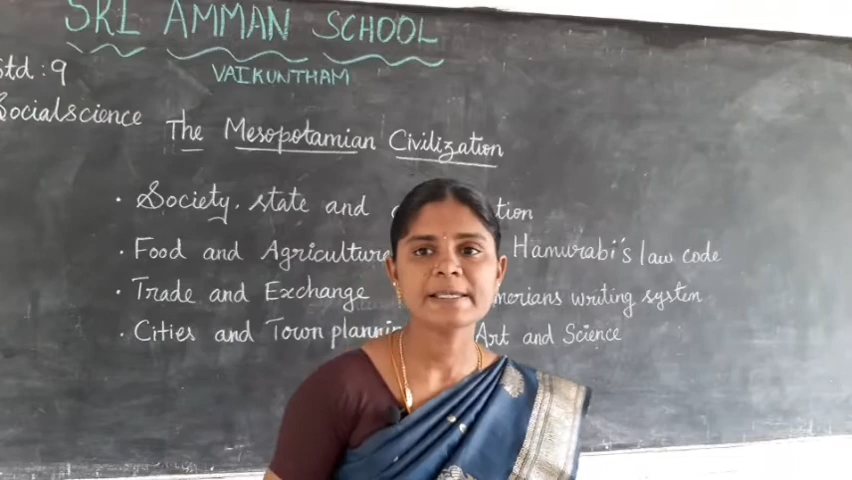 SRI AMMAN SCHOOL
VAIKUNTHAM
Std : 9
Socialscience
The Mesopotamian Civilization
• Society, state and
• Food and Agriculture
• Trade and Exchange
• Cities and Town
Hamurabi's law code
writing system
Art and Science